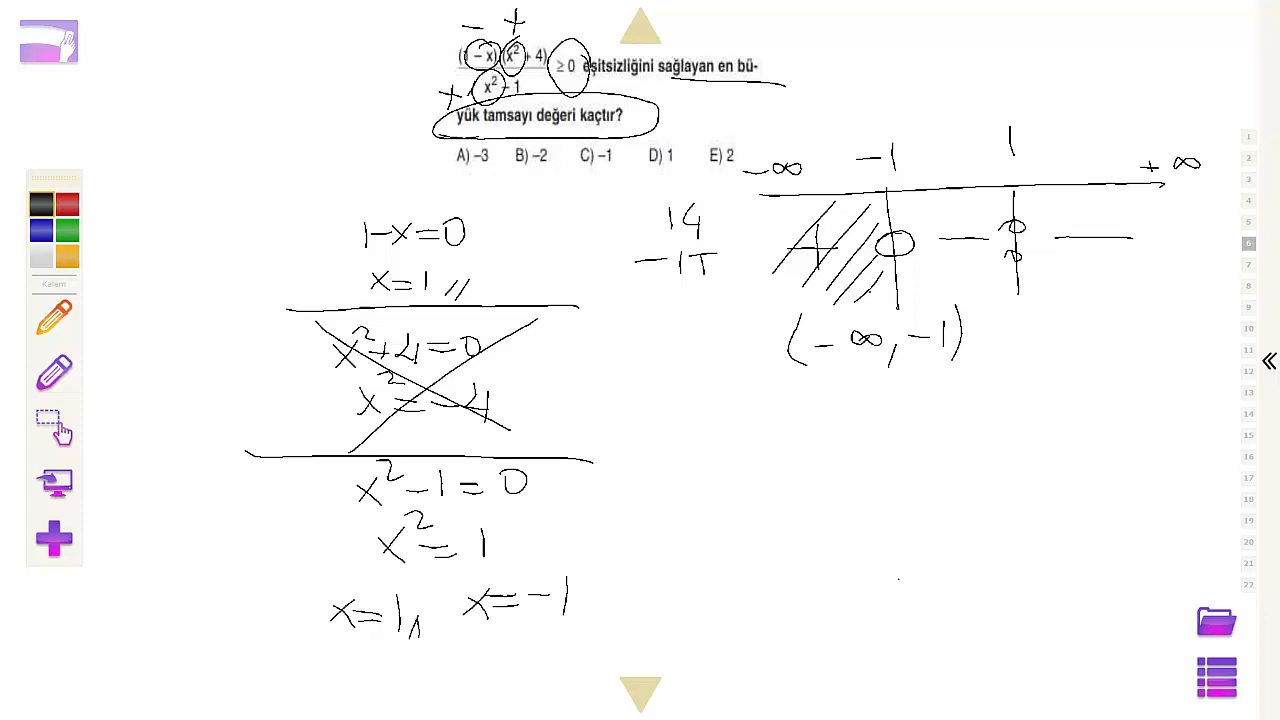 − +
(1 − x) (x² + 4)
x² − 1
≥ 0 eşitsizliğini sağlayan en bü-
+
yük tamsayı değeri kaçtır?
A) −3 B) −2 C) −1 D) 1 E) 2
1−x=0
x=1 //
x²+4=0
x²=−4
x²−1=0
x²=1
x=1 x=−1
1Ç
−1T
−∞ −1 1 +∞
+ − −
(−∞,−1)
Kalem
1
2
3
4
5
6
7
8
9
10
11
12
13
14
15
16
17
18
19
20
21
22